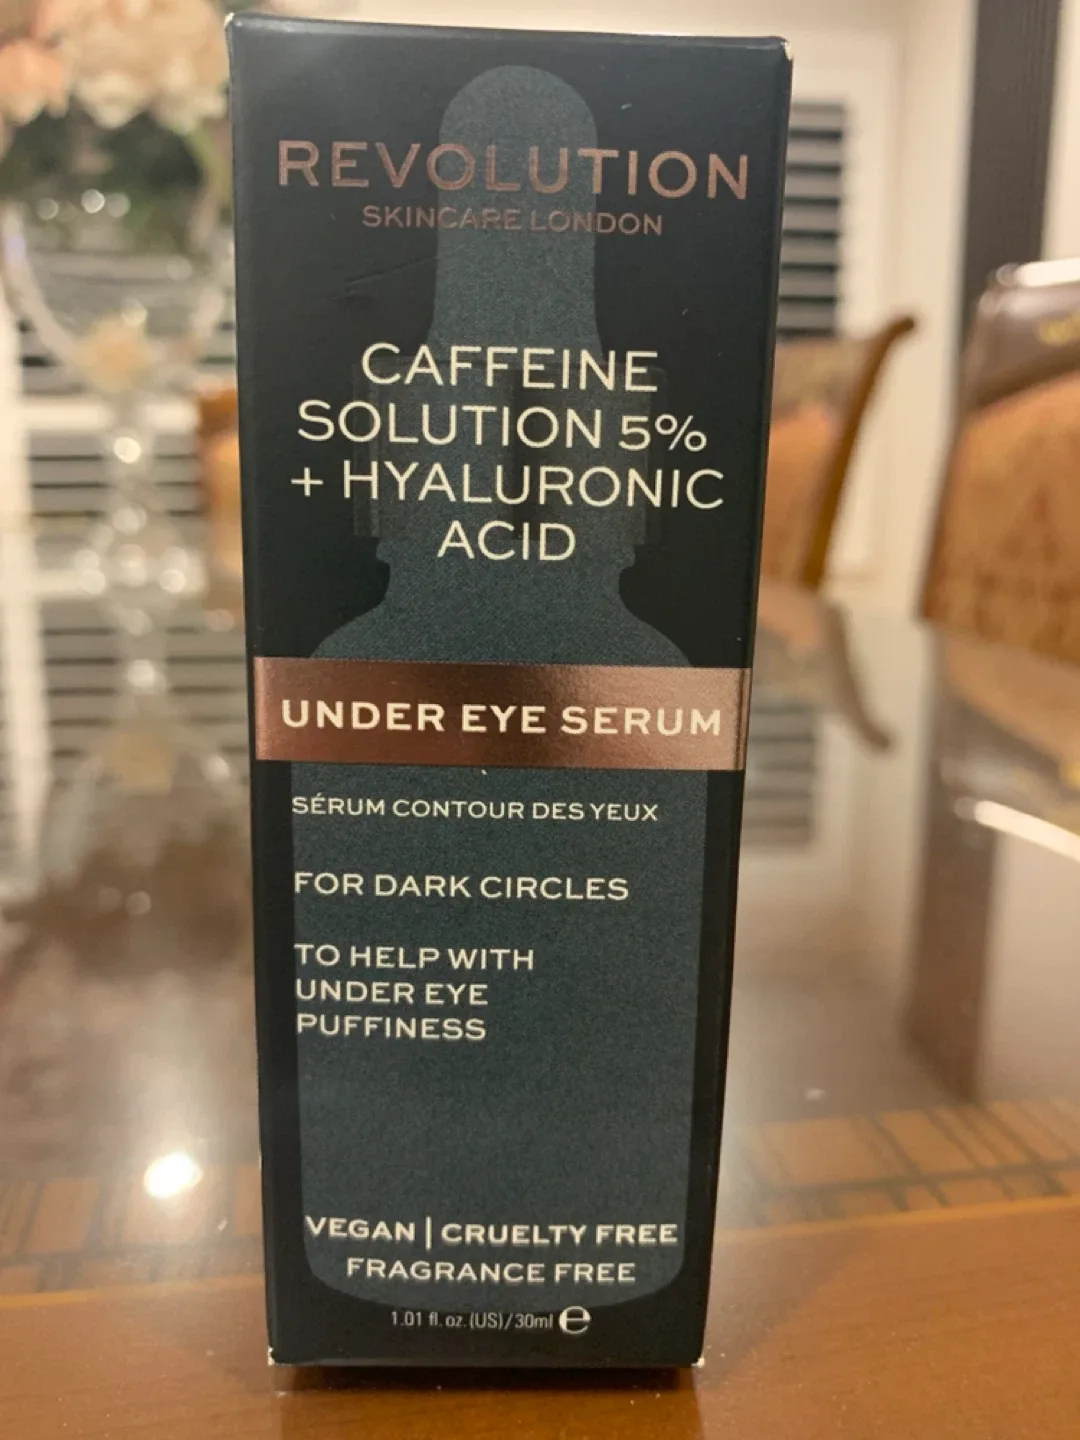 REVOLUTION
SKINCARE LONDON
CAFFEINE
SOLUTION 5%
+ HYALURONIC
ACID
UNDER EYE SERUM
SÉRUM CONTOUR DES YEUX
FOR DARK CIRCLES
TO HELP WITH
UNDER EYE
PUFFINESS
VEGAN | CRUELTY FREE
FRAGRANCE FREE
1.01 fl. oz. (US)/30ml ℮